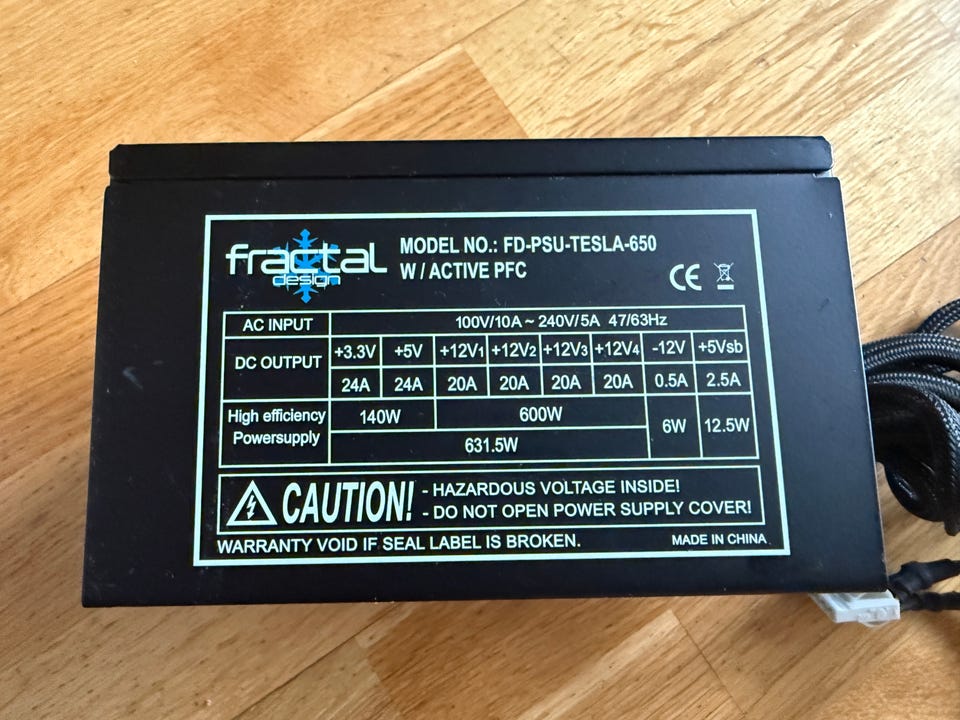 fractal
design
MODEL NO.: FD-PSU-TESLA-650
W / ACTIVE PFC
CE
AC INPUT 100V/10A ~ 240V/5A 47/63Hz
DC OUTPUT +3.3V +5V +12V1 +12V2 +12V3 +12V4 -12V +5Vsb
24A 24A 20A 20A 20A 20A 0.5A 2.5A
High efficiency Powersupply 140W 600W 6W 12.5W
631.5W
CAUTION! - HAZARDOUS VOLTAGE INSIDE!
- DO NOT OPEN POWER SUPPLY COVER!
WARRANTY VOID IF SEAL LABEL IS BROKEN. MADE IN CHINA